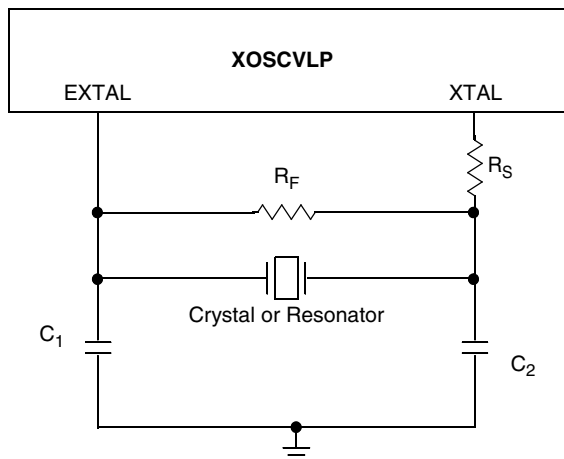 XOSCVLP
EXTAL XTAL
R_S
R_F
Crystal or Resonator
C_1
C_2